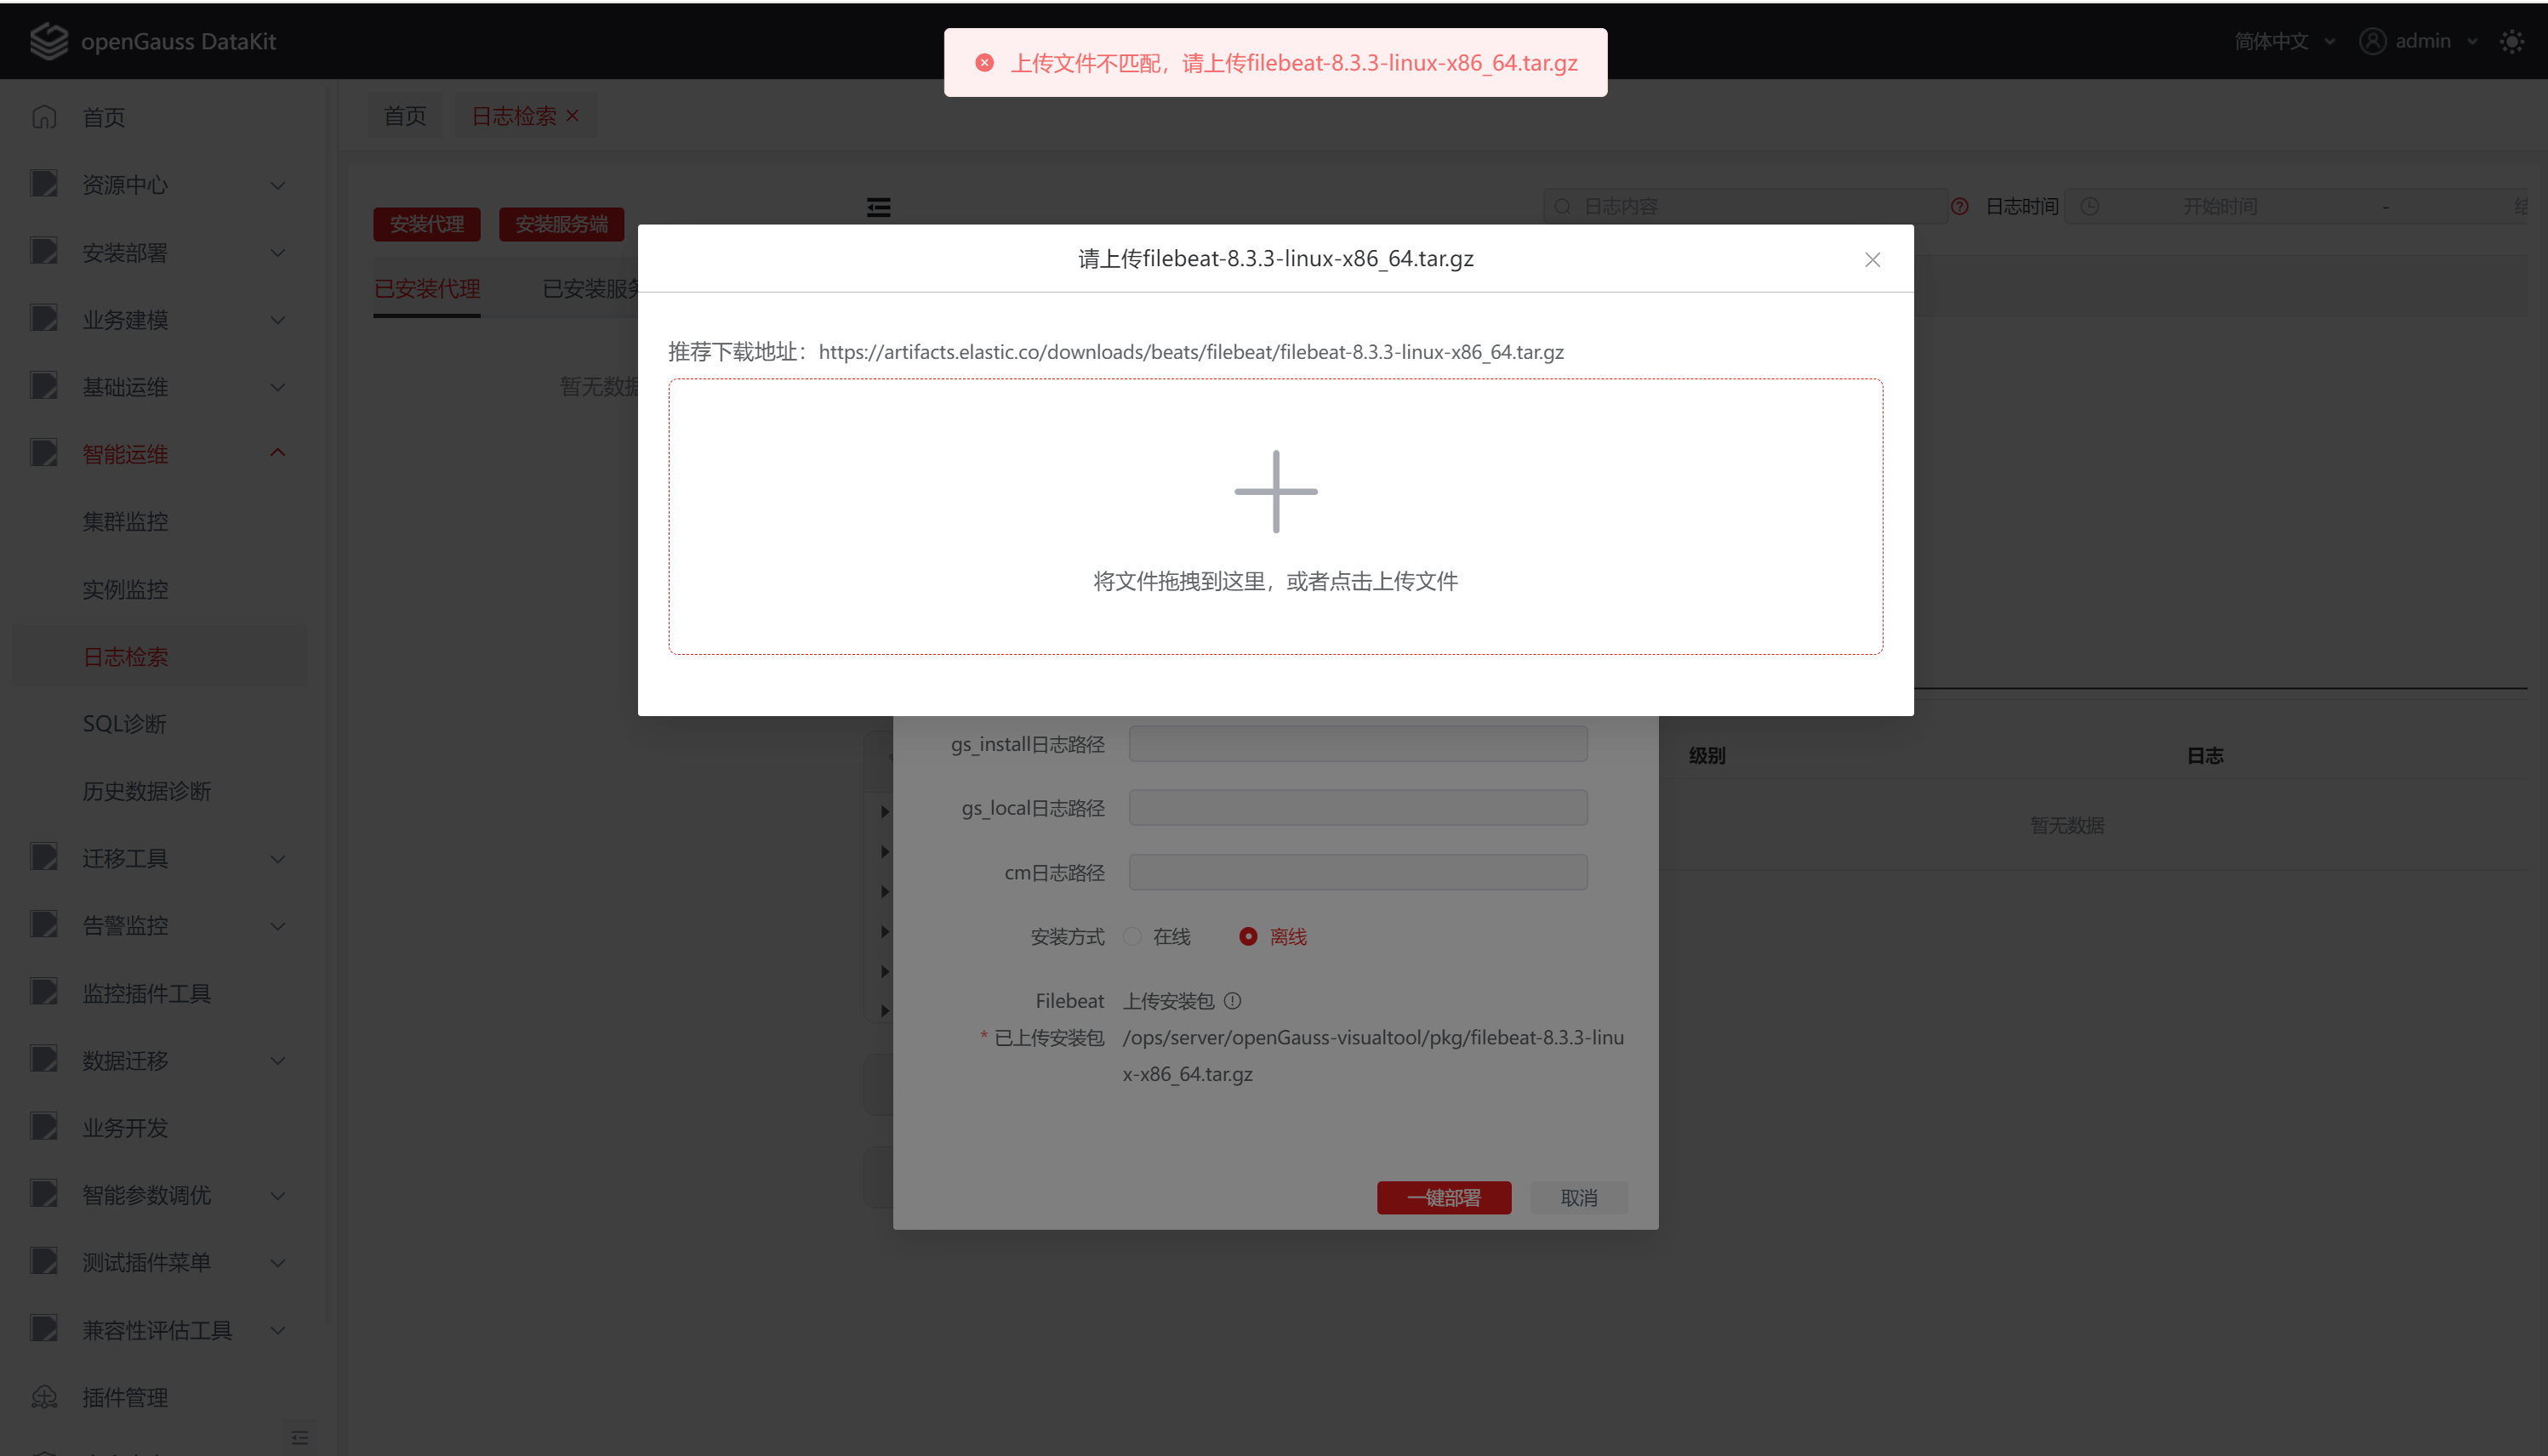 openGauss DataKit
简体中文
admin
上传文件不匹配，请上传filebeat-8.3.3-linux-x86_64.tar.gz
首页
资源中心
安装部署
业务建模
基础运维
智能运维
集群监控
实例监控
日志检索
SQL诊断
历史数据诊断
迁移工具
告警监控
监控插件工具
数据迁移
业务开发
智能参数调优
测试插件菜单
兼容性评估工具
插件管理
首页
日志检索
安装代理
安装服务端
日志内容
日志时间
开始时间
-
已安装代理
已安装服务
暂无数据
请上传filebeat-8.3.3-linux-x86_64.tar.gz
推荐下载地址：https://artifacts.elastic.co/downloads/beats/filebeat/filebeat-8.3.3-linux-x86_64.tar.gz
将文件拖拽到这里，或者点击上传文件
gs_install日志路径
gs_local日志路径
cm日志路径
安装方式
在线
离线
Filebeat
上传安装包
* 已上传安装包
/ops/server/openGauss-visualtool/pkg/filebeat-8.3.3-linu
x-x86_64.tar.gz
一键部署
取消
级别
日志
暂无数据